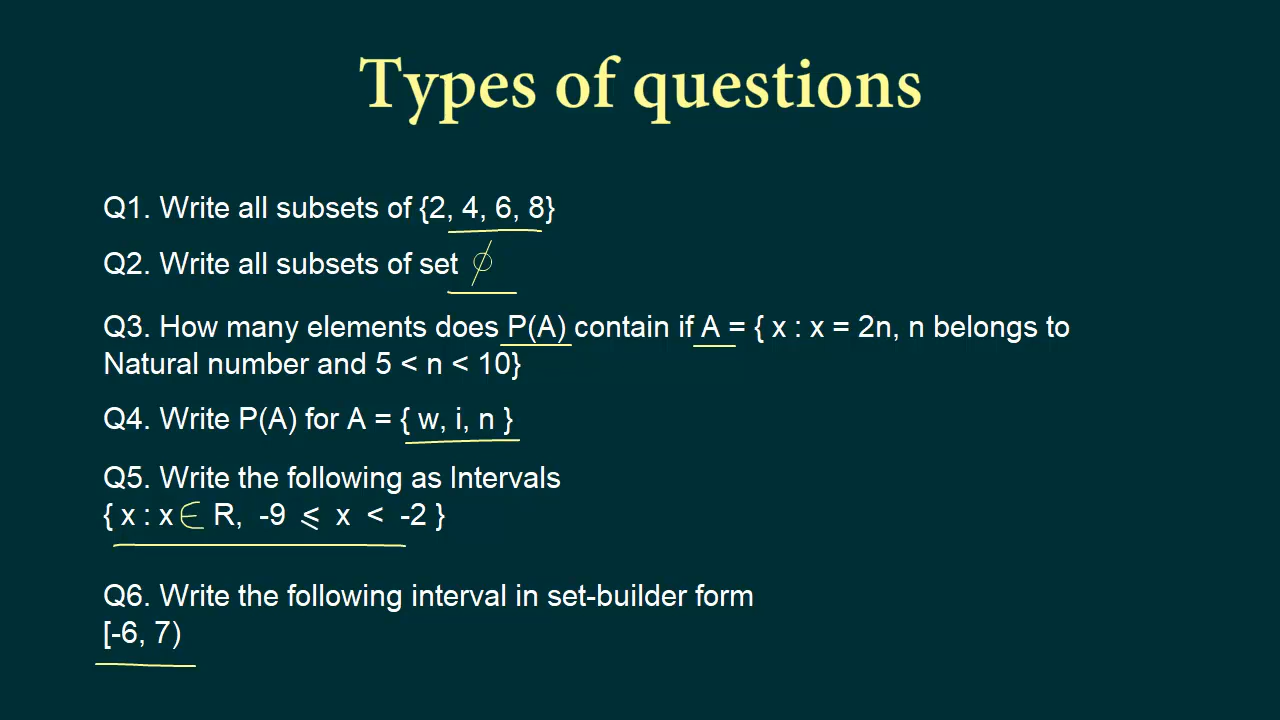 Types of questions
Q1. Write all subsets of {2, 4, 6, 8}
Q2. Write all subsets of set ϕ
Q3. How many elements does P(A) contain if A = { x : x = 2n, n belongs to
Natural number and 5 < n < 10}
Q4. Write P(A) for A = { w, i, n }
Q5. Write the following as Intervals
{ x : x ∈ R, -9 ⩽ x < -2 }
Q6. Write the following interval in set-builder form
[-6, 7)